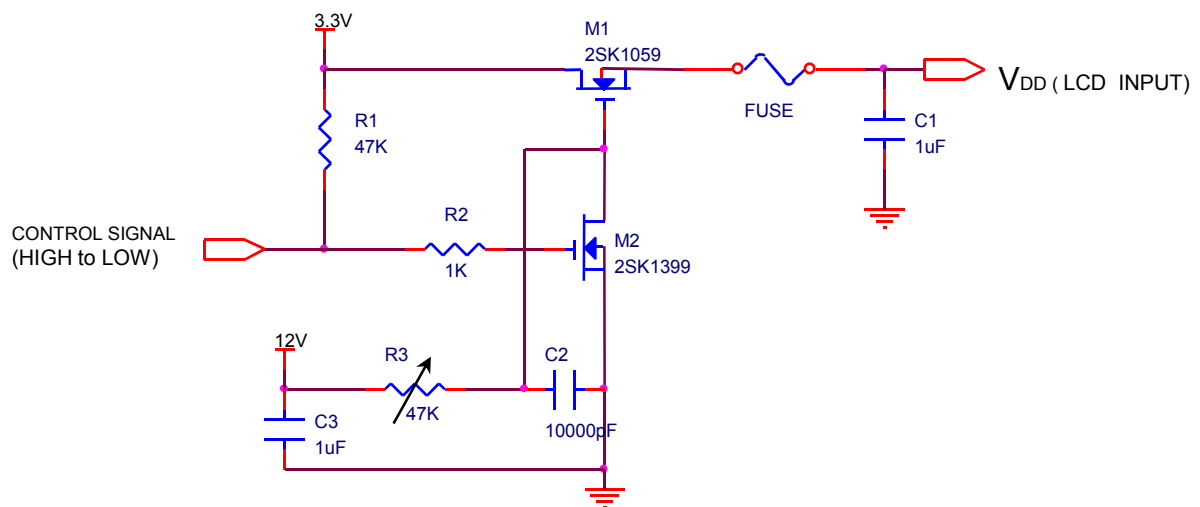 3.3V
M1
2SK1059
FUSE
VDD ( LCD INPUT)
R1
47K
C1
1uF
CONTROL SIGNAL
(HIGH to LOW)
R2
1K
M2
2SK1399
12V
R3
47K
C2
10000pF
C3
1uF